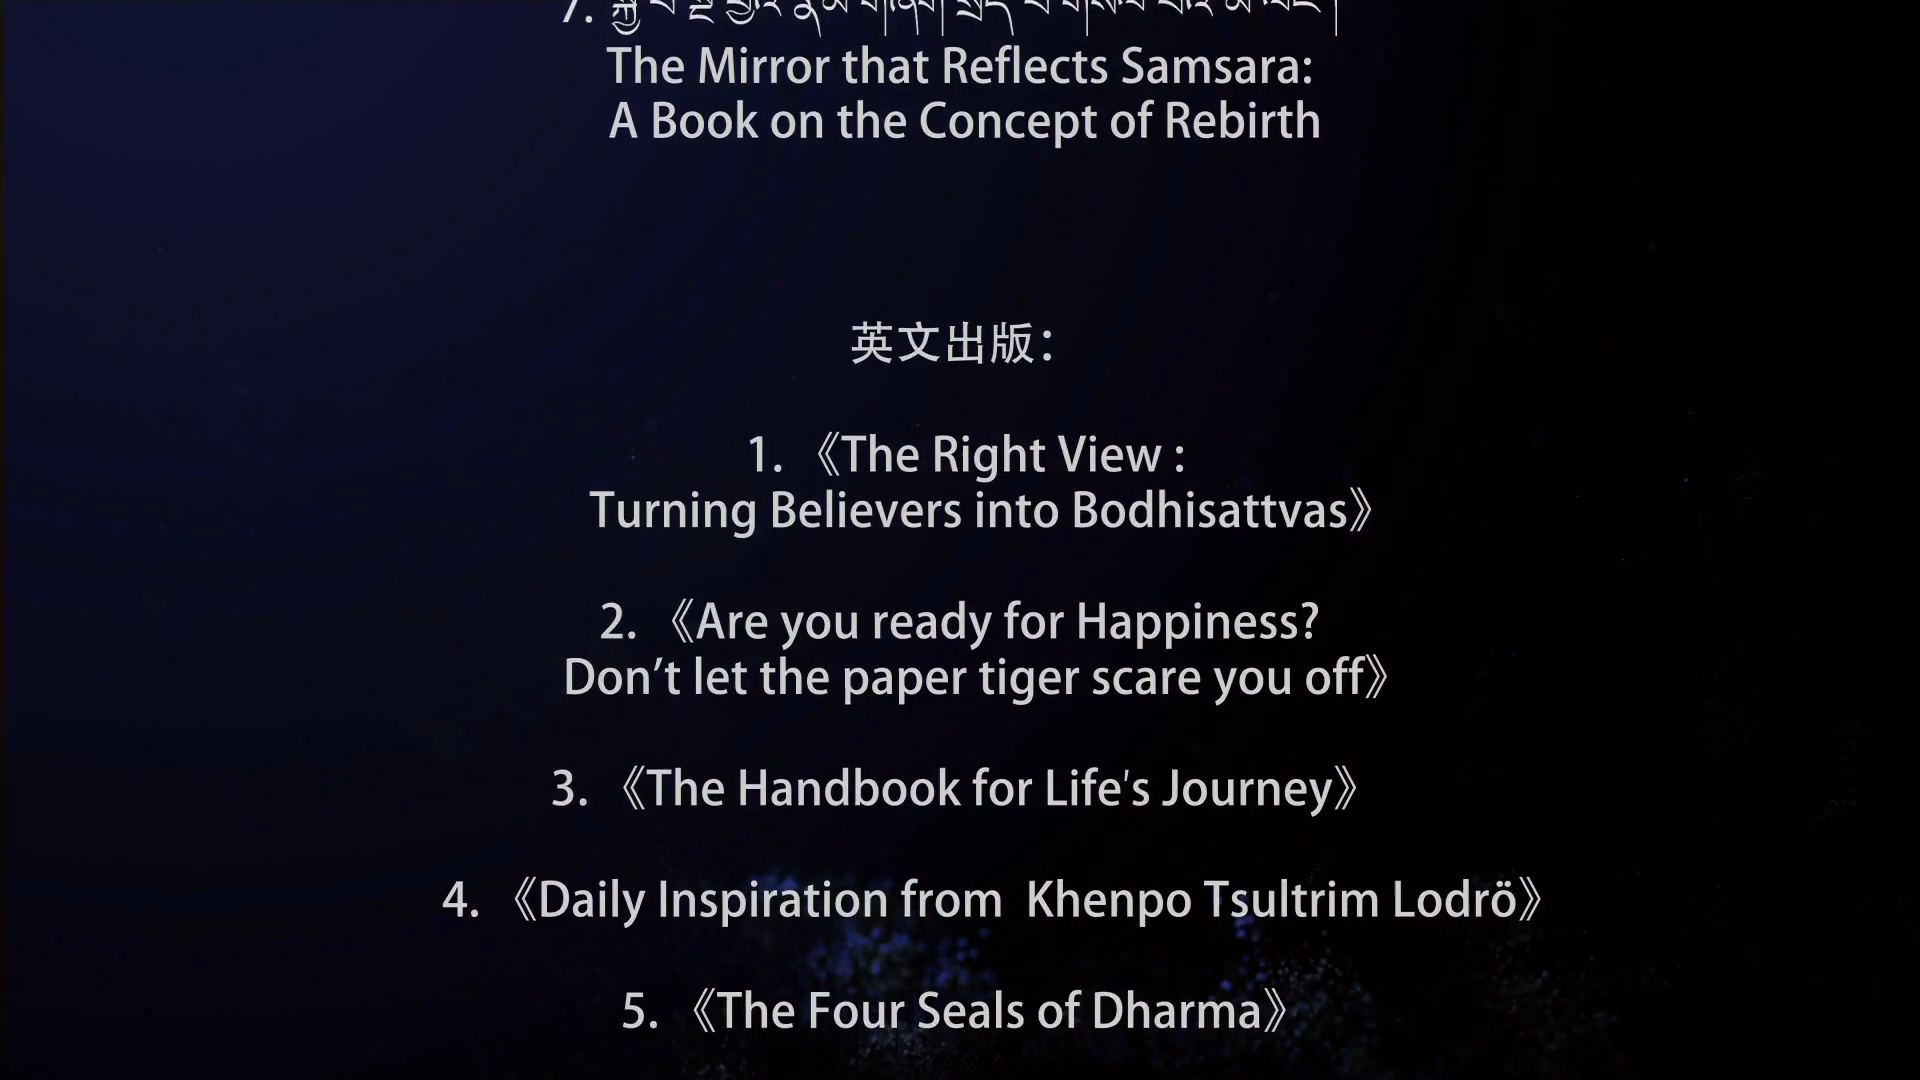 7.
The Mirror that Reflects Samsara:
A Book on the Concept of Rebirth
英文出版：
1. 《The Right View :
Turning Believers into Bodhisattvas》
2. 《Are you ready for Happiness?
Don’t let the paper tiger scare you off》
3. 《The Handbook for Life's Journey》
4. 《Daily Inspiration from  Khenpo Tsultrim Lodrö》
5. 《The Four Seals of Dharma》